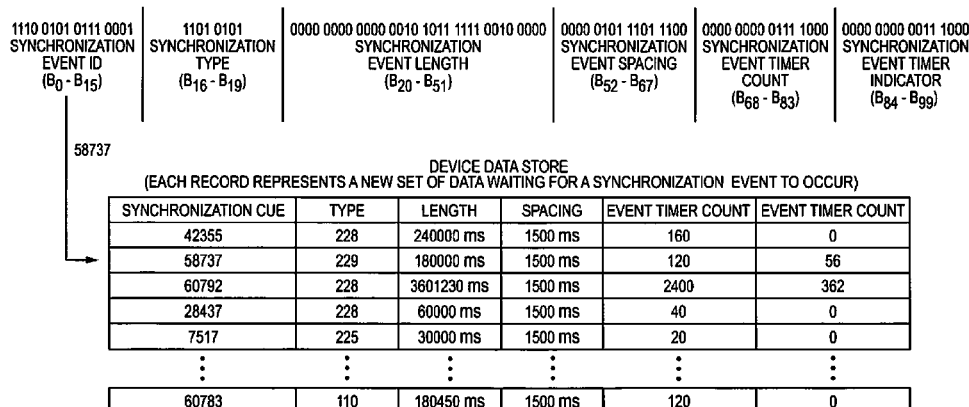 1110 0101 0111 0001
SYNCHRONIZATION
EVENT ID
(B0 - B15)
1101 0101
SYNCHRONIZATION
TYPE
(B16 - B19)
0000 0000 0000 0010 1011 1111 0010 0000
SYNCHRONIZATION
EVENT LENGTH
(B20 - B51)
0000 0101 1101 1100
SYNCHRONIZATION
EVENT SPACING
(B52 - B67)
0000 0000 0111 1000
SYNCHRONIZATION
EVENT TIMER
COUNT
(B68 - B83)
0000 0000 0011 1000
SYNCHRONIZATION
EVENT TIMER
INDICATOR
(B84 - B99)
58737
DEVICE DATA STORE
(EACH RECORD REPRESENTS A NEW SET OF DATA WAITING FOR A SYNCHRONIZATION EVENT TO OCCUR)
SYNCHRONIZATION CUE TYPE LENGTH SPACING EVENT TIMER COUNT EVENT TIMER COUNT
42355 228 240000 ms 1500 ms 160 0
58737 229 180000 ms 1500 ms 120 56
60792 228 3601230 ms 1500 ms 2400 362
28437 228 60000 ms 1500 ms 40 0
7517 225 30000 ms 1500 ms 20 0
60783 110 180450 ms 1500 ms 120 0